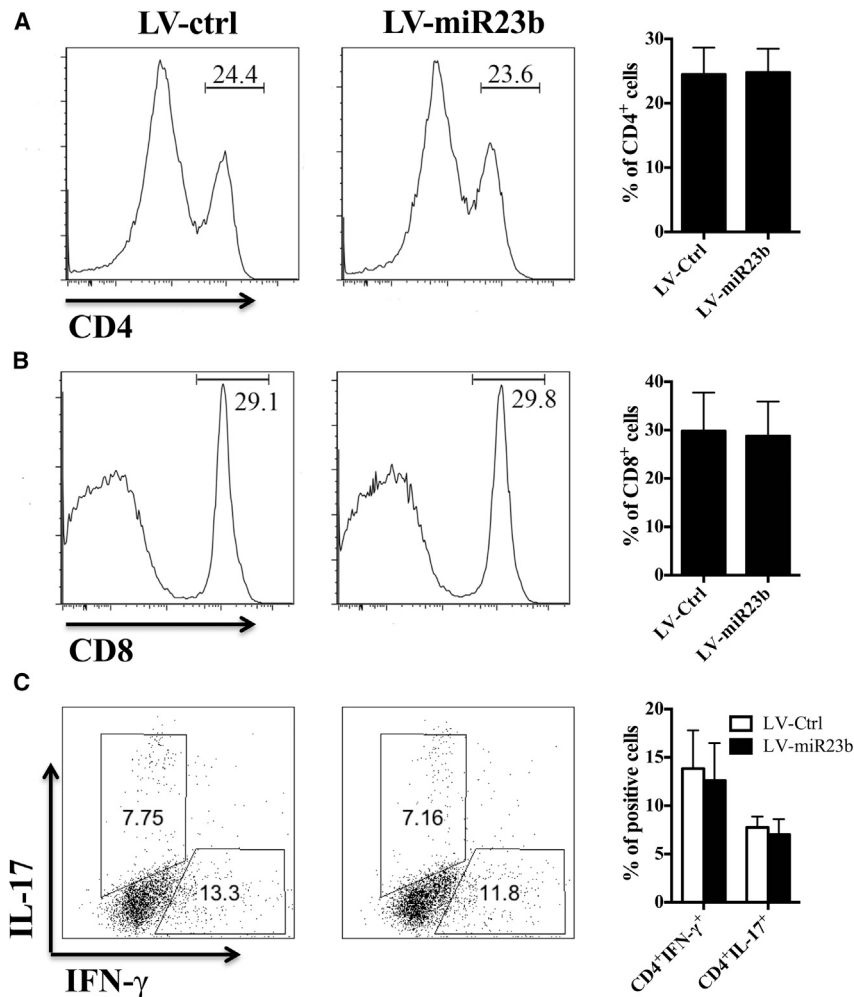 A
LV-ctrl
LV-miR23b
24.4
23.6
CD4
% of CD4⁺ cells
30
20
10
0
LV-Ctrl
LV-miR23b
B
29.1
29.8
CD8
% of CD8⁺ cells
40
30
20
10
0
LV-Ctrl
LV-miR23b
C
7.75
13.3
7.16
11.8
IL-17
IFN-γ
% of positive cells
20
15
10
5
0
LV-Ctrl
LV-miR23b
CD4⁺IFN-γ⁺
CD4⁺IL-17⁺